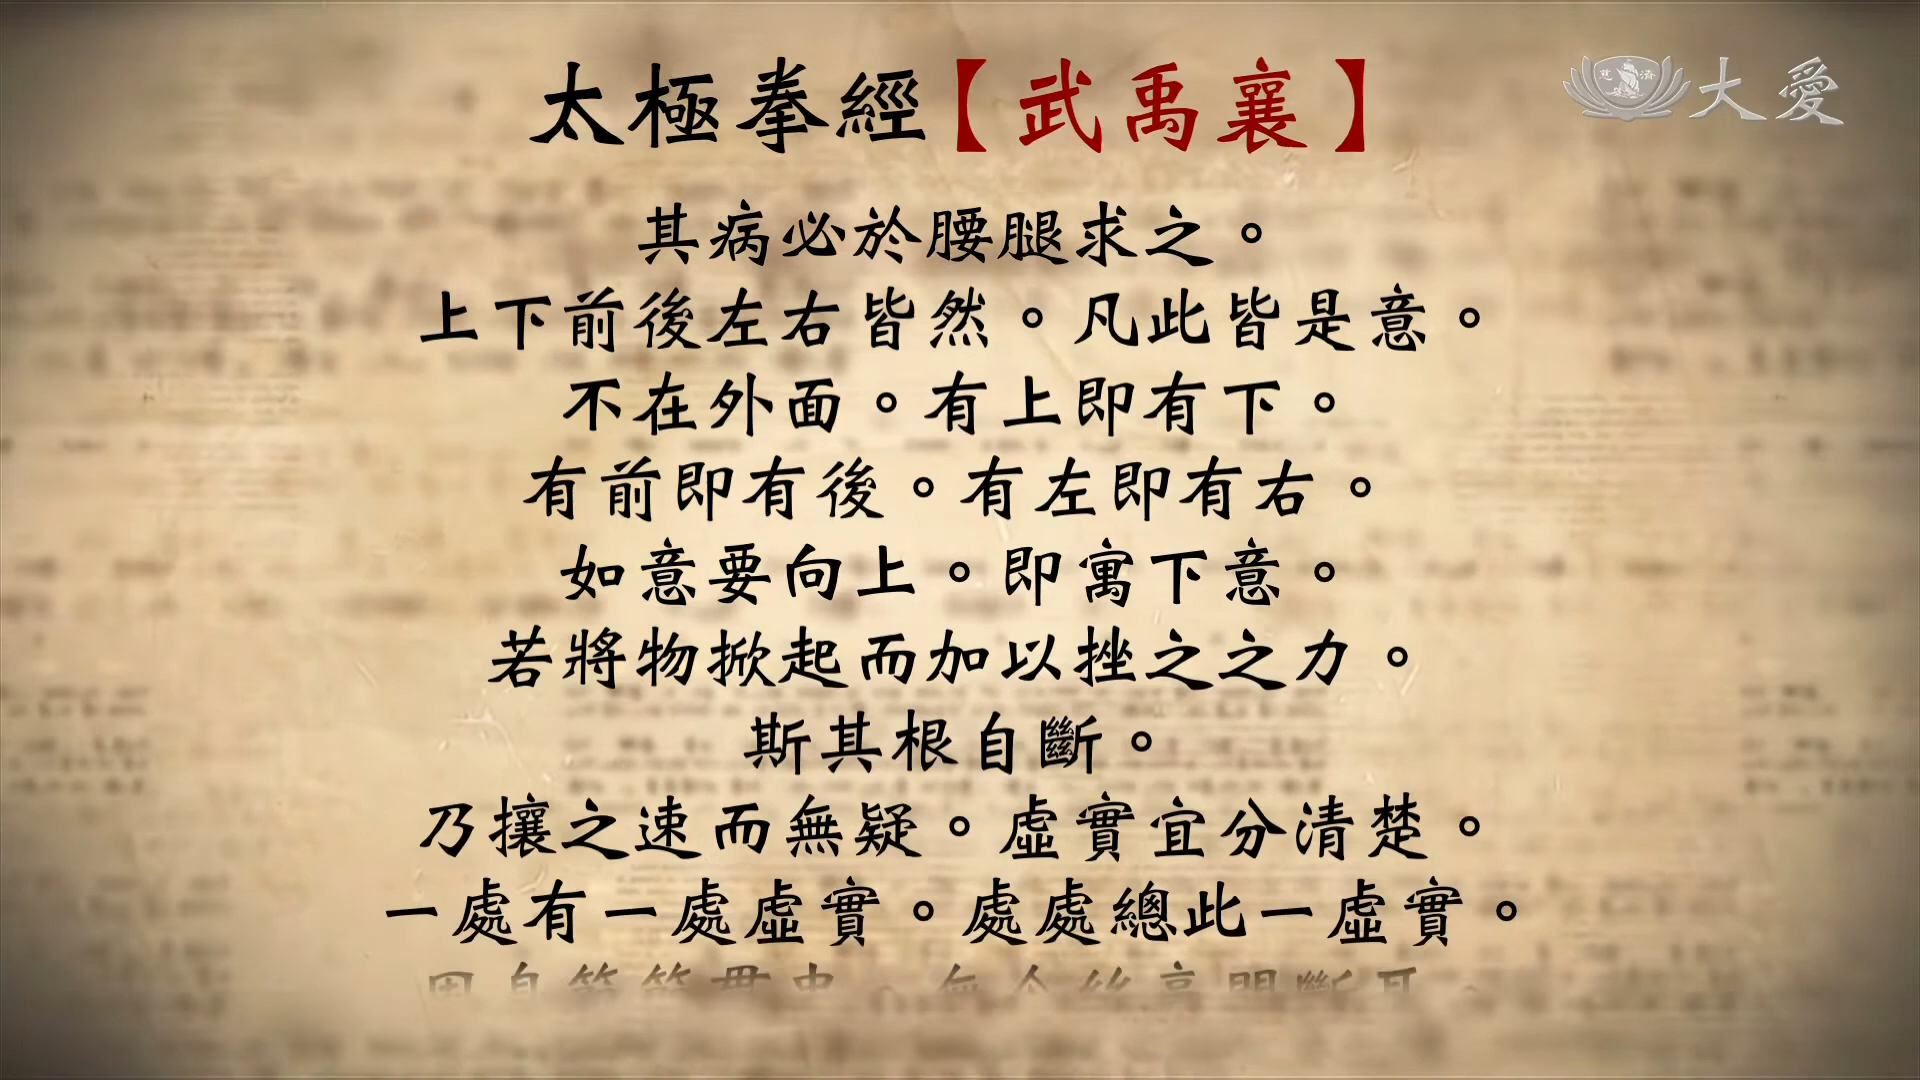 太極拳經【武禹襄】
慈濟 大愛
其病必於腰腿求之。
上下前後左右皆然。凡此皆是意。
不在外面。有上即有下。
有前即有後。有左即有右。
如意要向上。即寓下意。
若將物掀起而加以挫之之力。
斯其根自斷。
乃攘之速而無疑。虛實宜分清楚。
一處有一處虛實。處處總此一虛實。